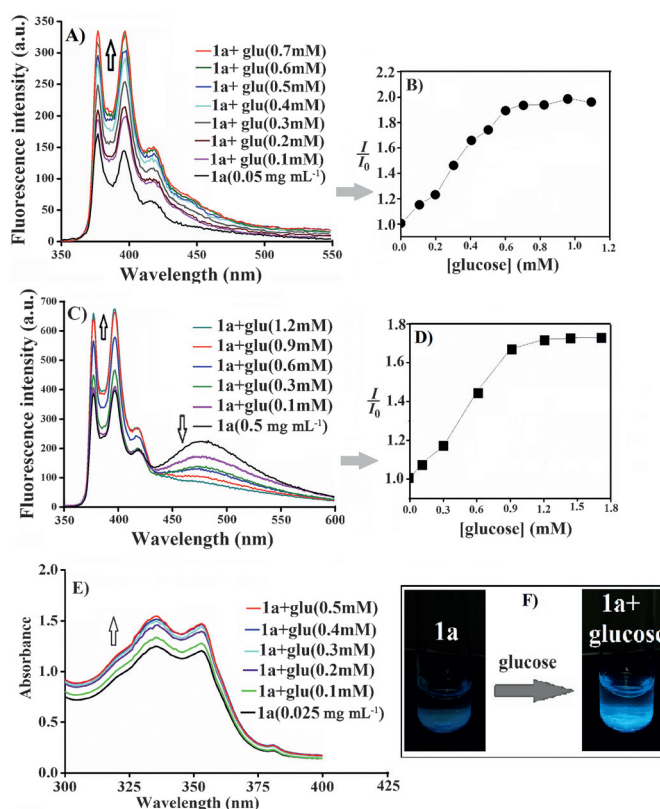 A)
Fluorescence intensity (a.u.)
350
300
250
200
150
100
50
0
1a+ glu(0.7mM)
1a+ glu(0.6mM)
1a+ glu(0.5mM)
1a+ glu(0.4mM)
1a+ glu(0.3mM)
1a+ glu(0.2mM)
1a+ glu(0.1mM)
1a(0.05 mg mL⁻¹)
350 400 450 500 550
Wavelength (nm)
B)
I/I₀
2.2
2.0
1.8
1.6
1.4
1.2
1.0
0.0 0.2 0.4 0.6 0.8 1.0 1.2
[glucose] (mM)
C)
Fluorescence intensity (a.u.)
700
600
500
400
300
200
100
0
1a+glu(1.2mM)
1a+glu(0.9mM)
1a+glu(0.6mM)
1a+glu(0.3mM)
1a+glu(0.1mM)
1a(0.5 mg mL⁻¹)
350 400 450 500 550 600
Wavelength (nm)
D)
I/I₀
1.8
1.6
1.4
1.2
1.0
0.0 0.3 0.6 0.9 1.2 1.5 1.8
[glucose] (mM)
E)
Absorbance
2.0
1.5
1.0
0.5
0.0
1a+glu(0.5mM)
1a+glu(0.4mM)
1a+glu(0.3mM)
1a+glu(0.2mM)
1a+glu(0.1mM)
1a(0.025 mg mL⁻¹)
300 325 350 375 400 425
Wavelength (nm)
F)
1a
glucose
1a+
glucose